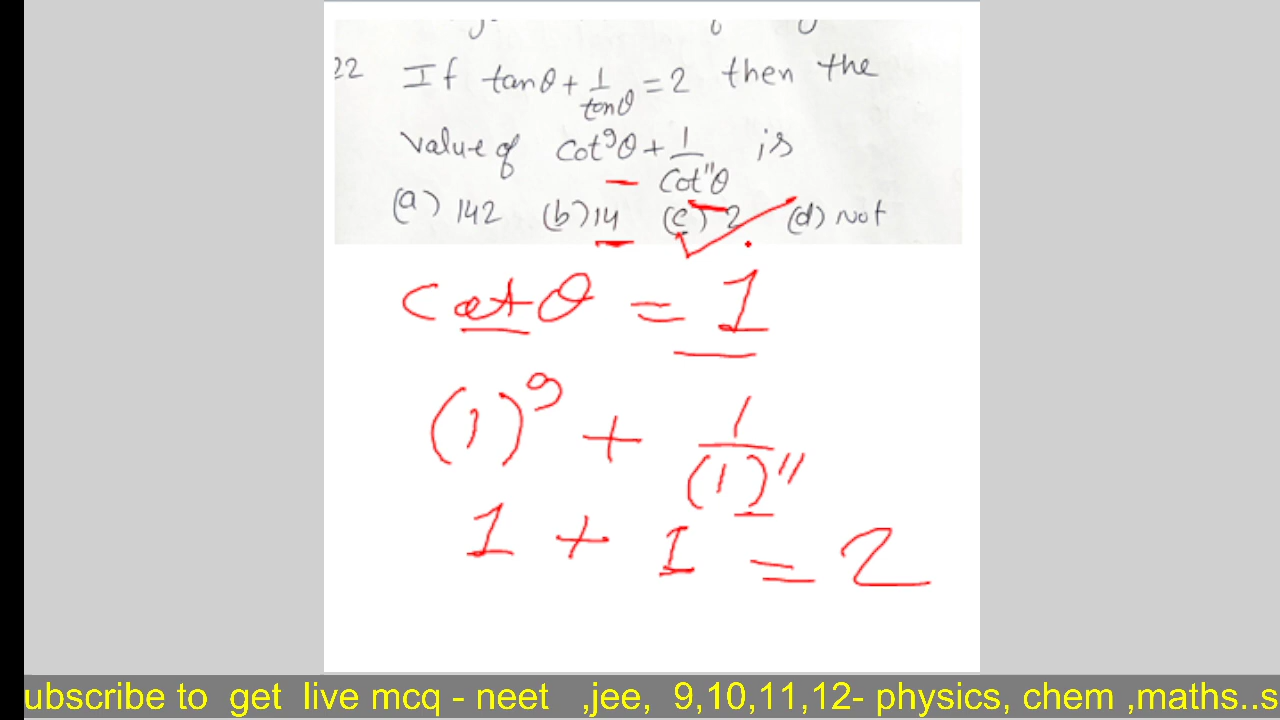 22 If tanθ + 1/tanθ = 2 then the
value of cot⁹θ + 1/cot¹¹θ is
(a) 142 (b) 14 (c) 2 (d) Not
cotθ = 1
(1)⁹ + 1/(1)¹¹
1 + 1 = 2
ubscribe to get live mcq - neet ,jee, 9,10,11,12- physics, chem ,maths..s